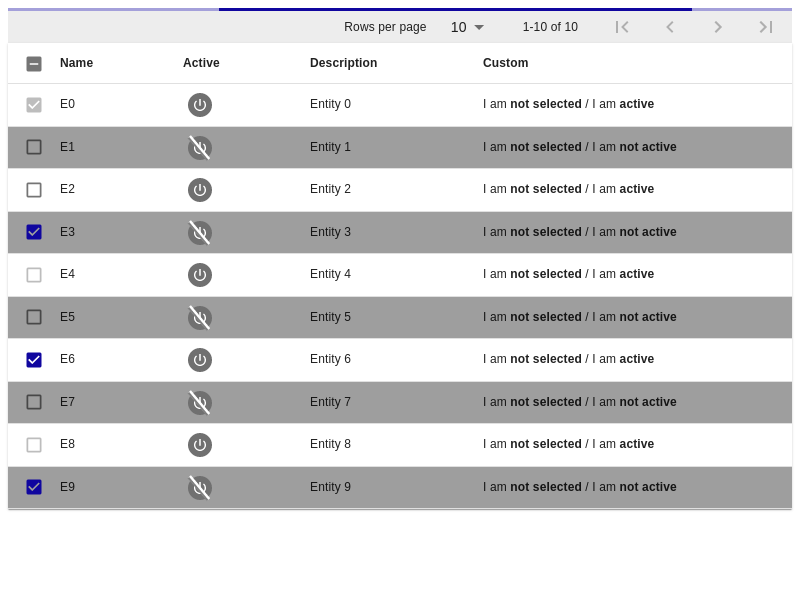 Rows per page 10 1-10 of 10
Name Active Description Custom
E0 Entity 0 I am not selected / I am active
E1 Entity 1 I am not selected / I am not active
E2 Entity 2 I am not selected / I am active
E3 Entity 3 I am not selected / I am not active
E4 Entity 4 I am not selected / I am active
E5 Entity 5 I am not selected / I am not active
E6 Entity 6 I am not selected / I am active
E7 Entity 7 I am not selected / I am not active
E8 Entity 8 I am not selected / I am active
E9 Entity 9 I am not selected / I am not active